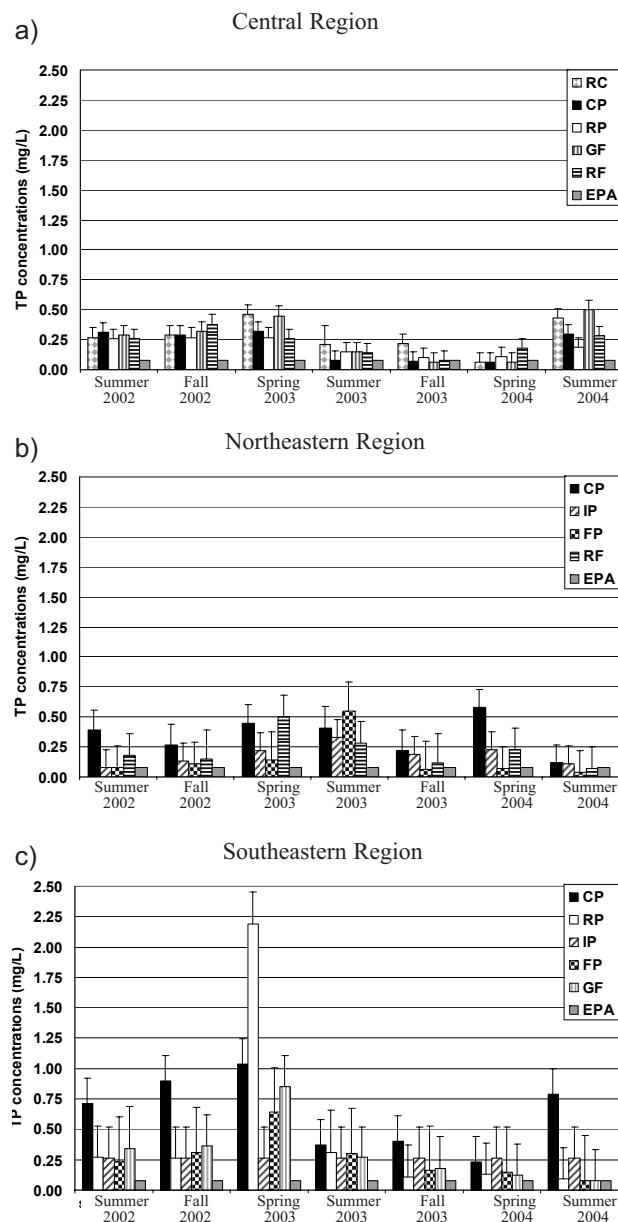 a)
Central Region
TP concentrations (mg/L)
2.50
2.25
2.00
1.75
1.50
1.25
1.00
0.75
0.50
0.25
0.00
RC
CP
RP
GF
RF
EPA
Summer 2002
Fall 2002
Spring 2003
Summer 2003
Fall 2003
Spring 2004
Summer 2004
b)
Northeastern Region
TP concentrations (mg/L)
2.50
2.25
2.00
1.75
1.50
1.25
1.00
0.75
0.50
0.25
0.00
CP
IP
FP
RF
EPA
Summer 2002
Fall 2002
Spring 2003
Summer 2003
Fall 2003
Spring 2004
Summer 2004
c)
Southeastern Region
TP concentrations (mg/L)
2.50
2.25
2.00
1.75
1.50
1.25
1.00
0.75
0.50
0.25
0.00
CP
RP
IP
FP
GF
EPA
Summer 2002
Fall 2002
Spring 2003
Summer 2003
Fall 2003
Spring 2004
Summer 2004